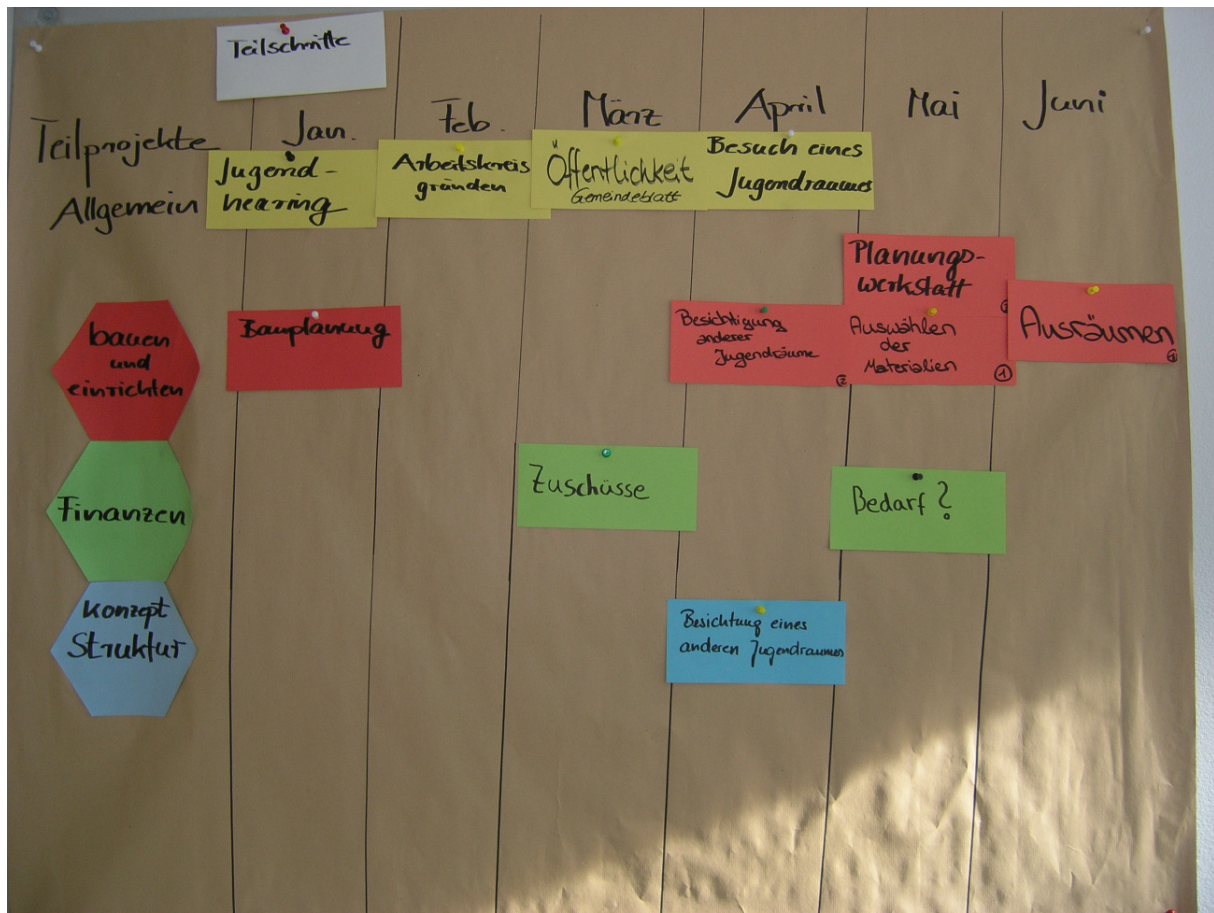 Teilschritte
Teilprojekte
Jan.
Feb.
März
April
Mai
Juni
Allgemein
Jugend-
hearing
Arbeitskreis
gründen
Öffentlichkeit
Gemeindeblatt
Besuch eines
Jugendraumes
Planungs-
werkstatt
bauen
und
einrichten
Bauplanung
Besichtigung
anderer
Jugendräume
2
Auswählen
der
Materialien
1
Ausräumen
Finanzen
Zuschüsse
Bedarf?
Konzept
Struktur
Besichtung eines
anderen Jugendraumes